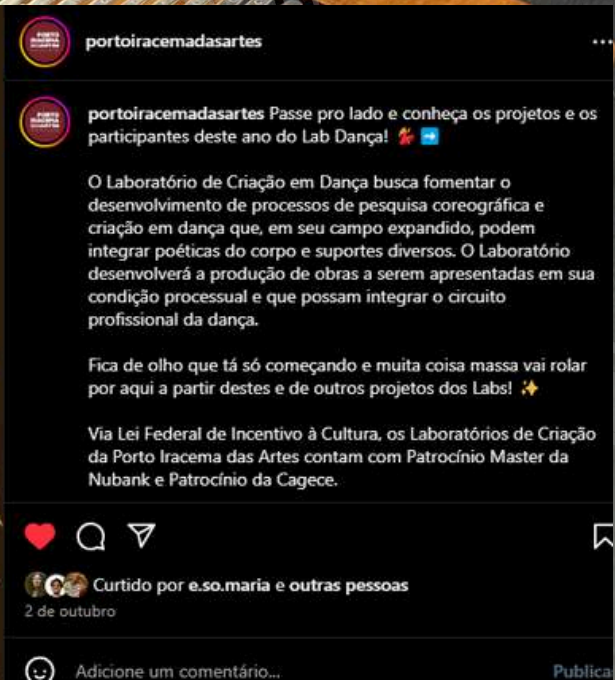 portoiracemadasartes
portoiracemadasartes Passe pro lado e conheça os projetos e os
participantes deste ano do Lab Dança! 💃 ➡️
O Laboratório de Criação em Dança busca fomentar o
desenvolvimento de processos de pesquisa coreográfica e
criação em dança que, em seu campo expandido, podem
integrar poéticas do corpo e suportes diversos. O Laboratório
desenvolverá a produção de obras a serem apresentadas em sua
condição processual e que possam integrar o circuito
profissional da dança.
Fica de olho que tá só começando e muita coisa massa vai rolar
por aqui a partir destes e de outros projetos dos Labs! ✨
Via Lei Federal de Incentivo à Cultura, os Laboratórios de Criação
da Porto Iracema das Artes contam com Patrocínio Master da
Nubank e Patrocínio da Cagece.
Curtido por e.so.maria e outras pessoas
2 de outubro
Adicione um comentário... Publica